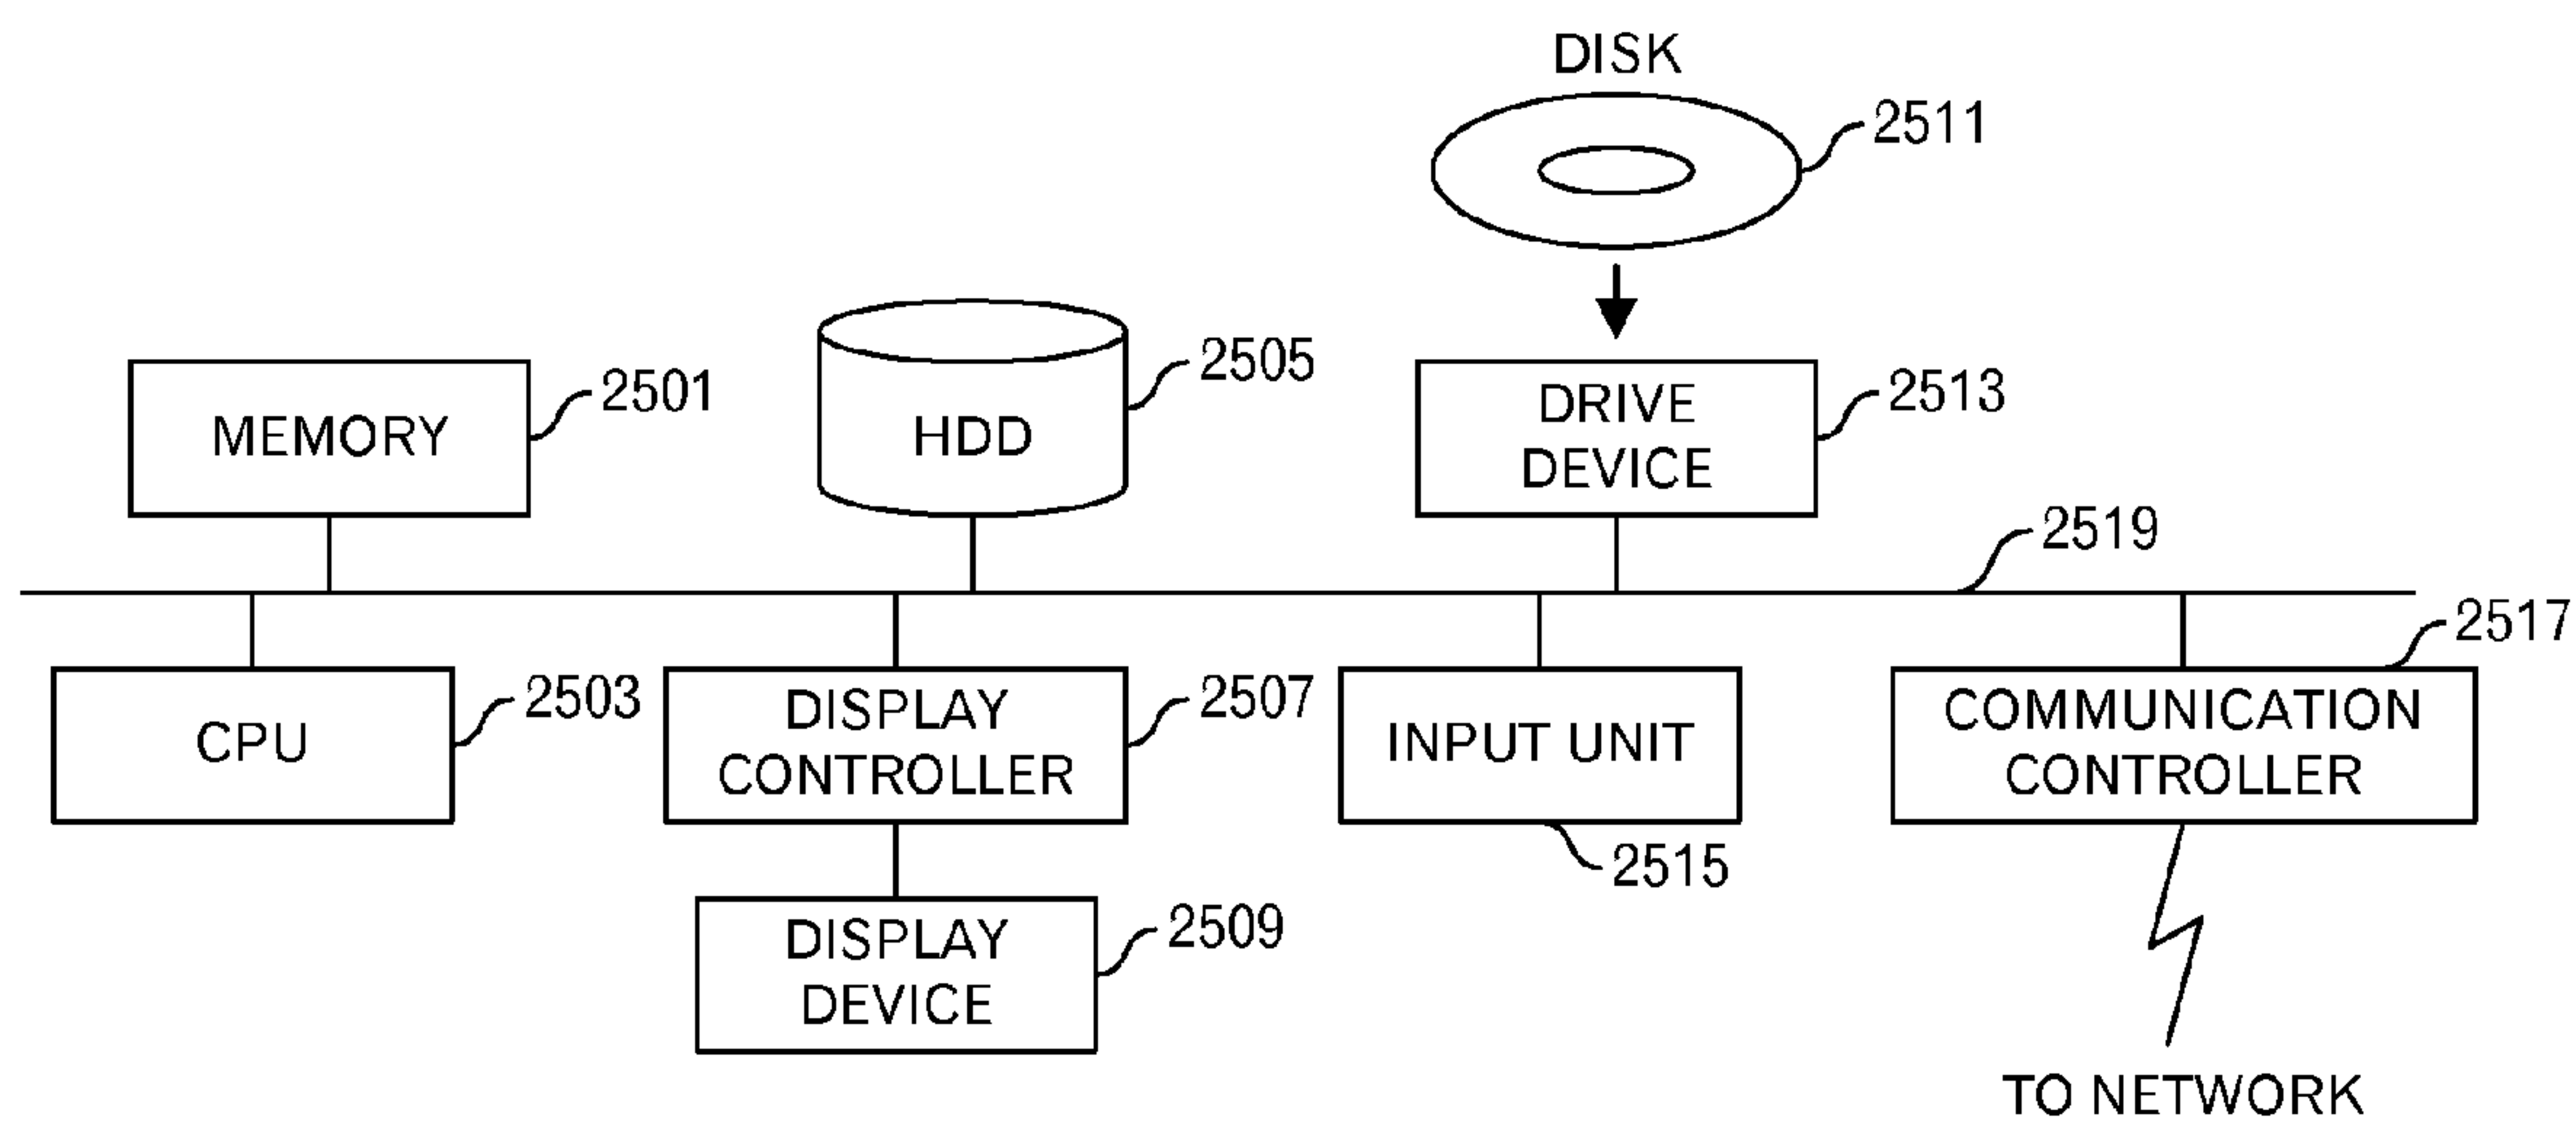 DISK
2511
2505
2501
2513
MEMORY
HDD
DRIVE
DEVICE
2519
2517
2503
2507
CPU
DISPLAY
CONTROLLER
INPUT UNIT
COMMUNICATION
CONTROLLER
2515
2509
DISPLAY
DEVICE
TO NETWORK